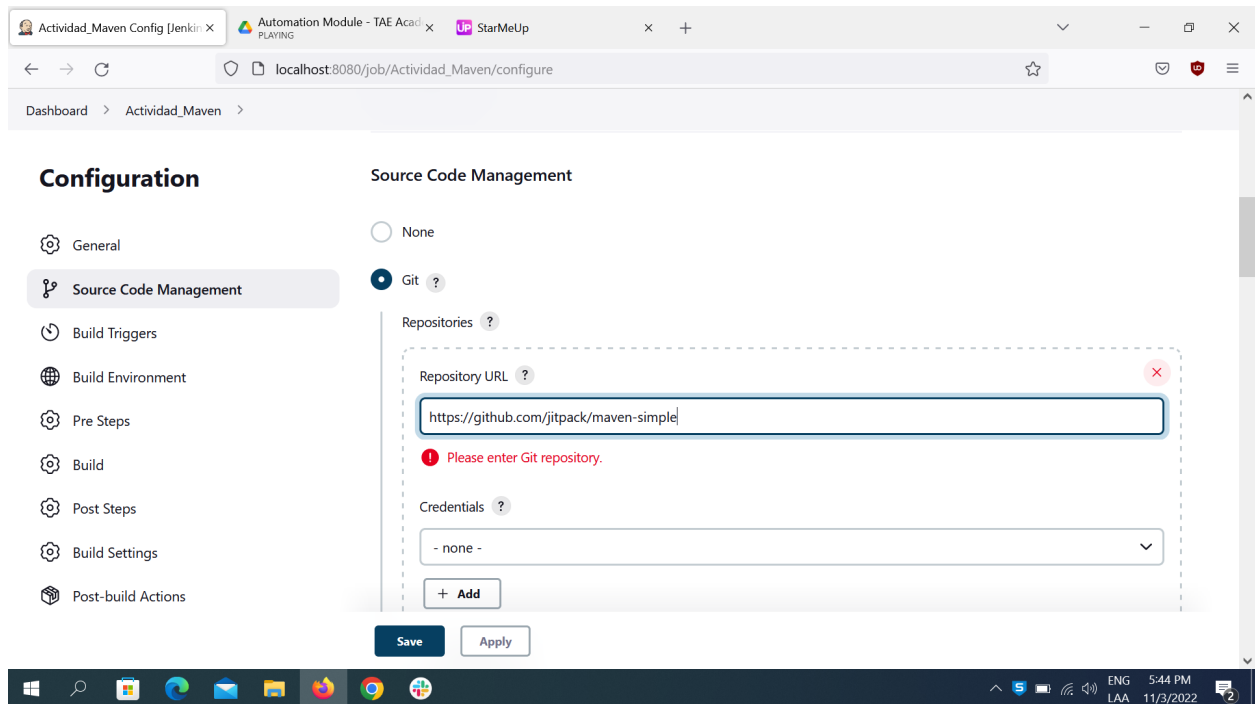 Actividad_Maven Config [Jenkin
Automation Module - TAE Acad
PLAYING
UP StarMeUp
localhost:8080/job/Actividad_Maven/configure
Dashboard > Actividad_Maven >
Configuration
General
Source Code Management
Build Triggers
Build Environment
Pre Steps
Build
Post Steps
Build Settings
Post-build Actions
Source Code Management
None
Git ?
Repositories ?
Repository URL ?
https://github.com/jitpack/maven-simple
! Please enter Git repository.
Credentials ?
- none -
+ Add
Save Apply
S
ENG
LAA
5:44 PM
11/3/2022
2